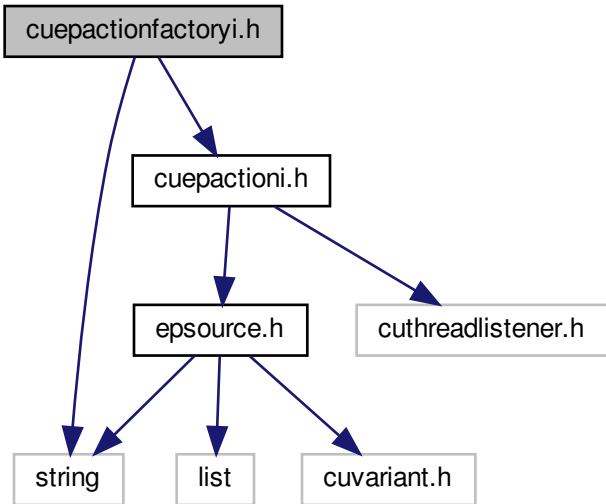 cuepactionfactoryi.h
cuepactioni.h
epsource.h
cuthreadlistener.h
string
list
cuvariant.h